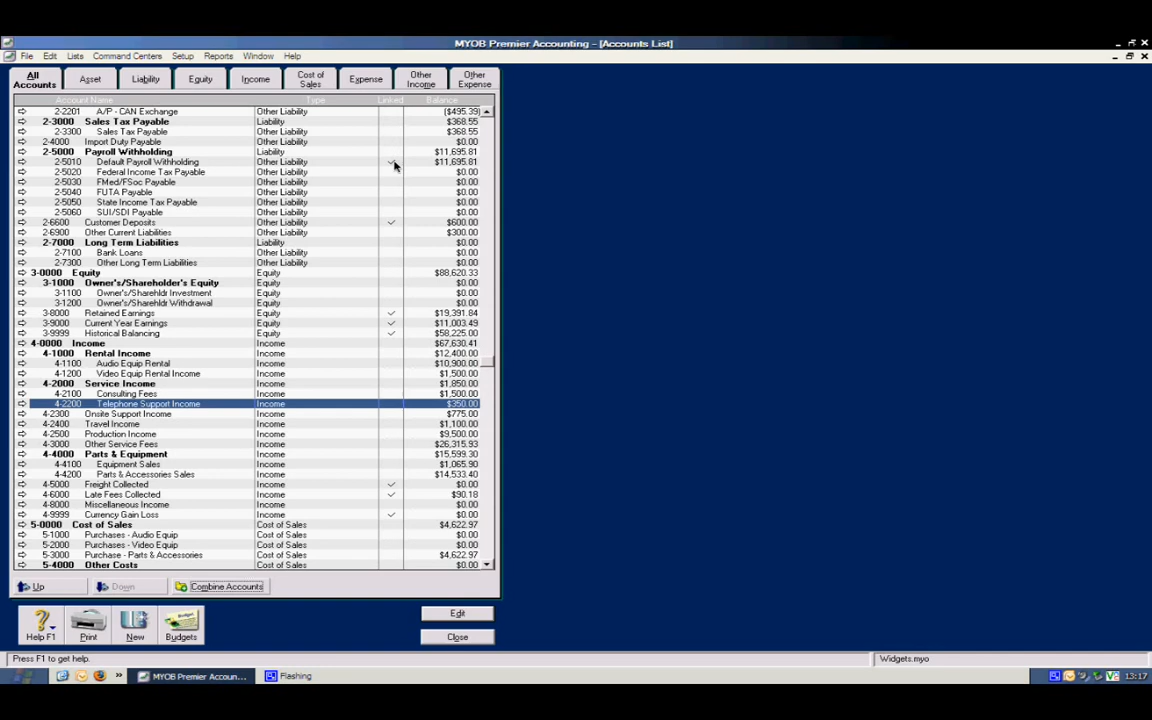 MYOB Premier Accounting - [Accounts List]
File Edit Lists Command Centers Setup Reports Window Help
All Accounts Asset Liability Equity Income Cost of Sales Expense Other Income Other Expense
Account Name Type Linked Balance
2-2201 A/P - CAN Exchange Other Liability ($495.39)
2-3000 Sales Tax Payable Liability $368.55
2-3300 Sales Tax Payable Other Liability $368.55
2-4000 Import Duty Payable Other Liability $0.00
2-5000 Payroll Withholding Liability $11,695.81
2-5010 Default Payroll Withholding Other Liability ✓ $11,695.81
2-5020 Federal Income Tax Payable Other Liability $0.00
2-5030 FMed/FSoc Payable Other Liability $0.00
2-5040 FUTA Payable Other Liability $0.00
2-5050 State Income Tax Payable Other Liability $0.00
2-5060 SUI/SDI Payable Other Liability $0.00
2-6600 Customer Deposits Other Liability ✓ $600.00
2-6900 Other Current Liabilities Other Liability $300.00
2-7000 Long Term Liabilities Liability $0.00
2-7100 Bank Loans Other Liability $0.00
2-7300 Other Long Term Liabilities Other Liability $0.00
3-0000 Equity Equity $88,620.33
3-1000 Owner's/Shareholder's Equity Equity $0.00
3-1100 Owner's/Sharehldr Investment Equity $0.00
3-1200 Owner's/Sharehldr Withdrawal Equity $0.00
3-8000 Retained Earnings Equity ✓ $19,391.84
3-9000 Current Year Earnings Equity ✓ $11,003.49
3-9999 Historical Balancing Equity ✓ $58,225.00
4-0000 Income Income $67,630.41
4-1000 Rental Income Income $12,400.00
4-1100 Audio Equip Rental Income $10,900.00
4-1200 Video Equip Rental Income Income $1,500.00
4-2000 Service Income Income $1,850.00
4-2100 Consulting Fees Income $1,500.00
4-2200 Telephone Support Income Income $350.00
4-2300 Onsite Support Income Income $775.00
4-2400 Travel Income Income $1,100.00
4-2500 Production Income Income $9,500.00
4-3000 Other Service Fees Income $26,315.93
4-4000 Parts & Equipment Income $15,599.30
4-4100 Equipment Sales Income $1,065.90
4-4200 Parts & Accessories Sales Income $14,533.40
4-5000 Freight Collected Income ✓ $0.00
4-6000 Late Fees Collected Income ✓ $90.18
4-8000 Miscellaneous Income Income $0.00
4-9999 Currency Gain Loss Income ✓ $0.00
5-0000 Cost of Sales Cost of Sales $4,622.97
5-1000 Purchases - Audio Equip Cost of Sales $0.00
5-2000 Purchases - Video Equip Cost of Sales $0.00
5-3000 Purchase - Parts & Accessories Cost of Sales $4,622.97
5-4000 Other Costs Cost of Sales $0.00
Up Down Combine Accounts
Help F1 Print New Budgets
Budget
Edit
Close
Press F1 to get help. Widgets.myo
MYOB Premier Accoun... Flashing 13:17